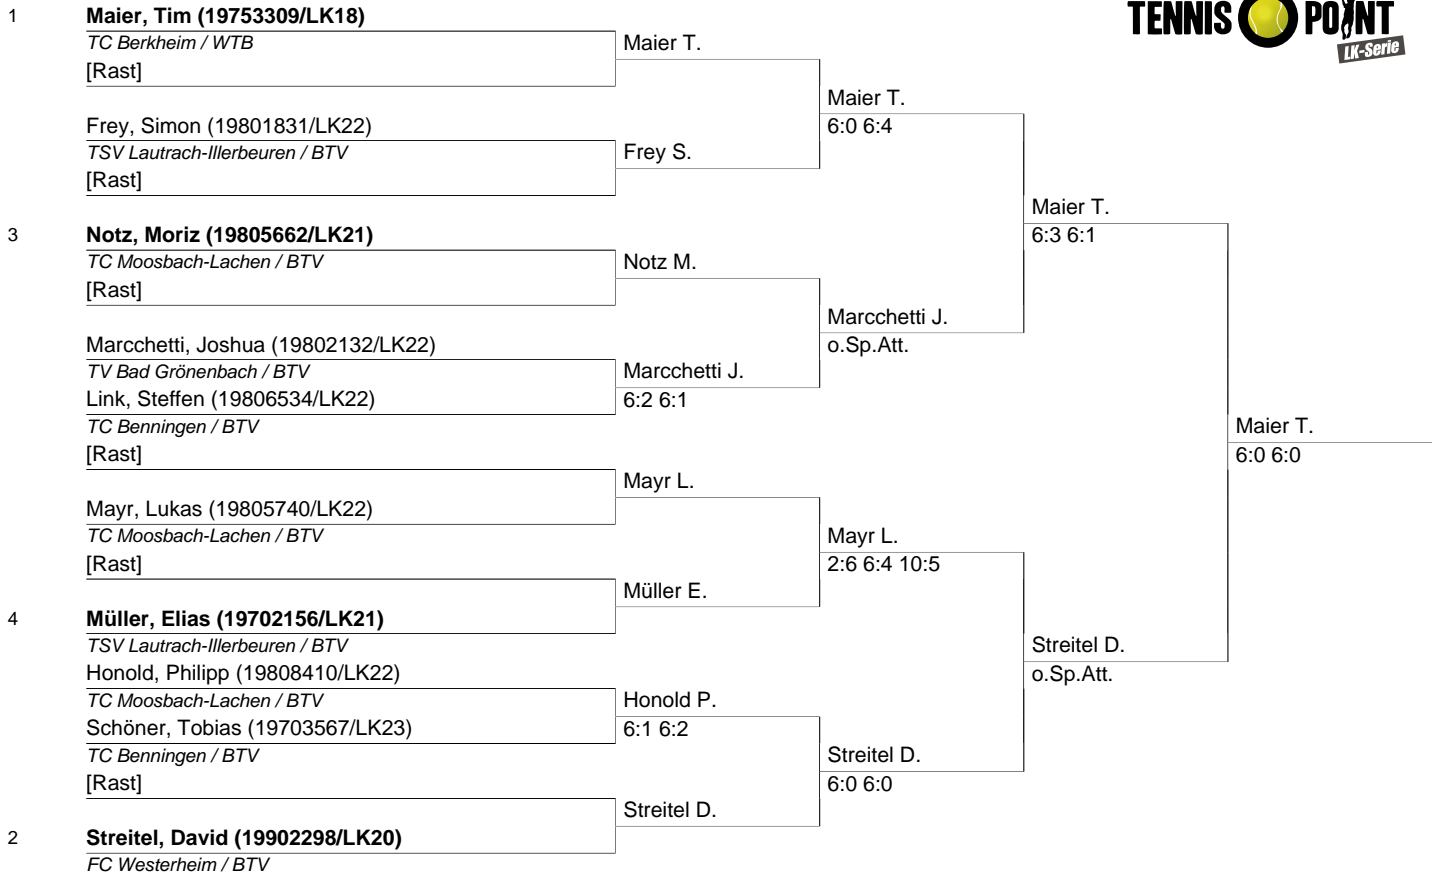 TENNIS POINT
LK-Serie
1 Maier, Tim (19753309/LK18)
TC Berkheim / WTB
Maier T.
[Rast]
Maier T.
Frey, Simon (19801831/LK22)
6:0 6:4
TSV Lautrach-Illerbeuren / BTV
Frey S.
[Rast]
Maier T.
3 Notz, Moriz (19805662/LK21)
6:3 6:1
TC Moosbach-Lachen / BTV
Notz M.
[Rast]
Marcchetti J.
Marcchetti, Joshua (19802132/LK22)
o.Sp.Att.
TV Bad Grönenbach / BTV
Marcchetti J.
Link, Steffen (19806534/LK22)
6:2 6:1
TC Benningen / BTV
Maier T.
[Rast]
6:0 6:0
Mayr L.
Mayr, Lukas (19805740/LK22)
TC Moosbach-Lachen / BTV
Mayr L.
[Rast]
2:6 6:4 10:5
Müller E.
4 Müller, Elias (19702156/LK21)
TSV Lautrach-Illerbeuren / BTV
Streitel D.
Honold, Philipp (19808410/LK22)
o.Sp.Att.
TC Moosbach-Lachen / BTV
Honold P.
Schöner, Tobias (19703567/LK23)
6:1 6:2
TC Benningen / BTV
Streitel D.
[Rast]
6:0 6:0
Streitel D.
2 Streitel, David (19902298/LK20)
FC Westerheim / BTV